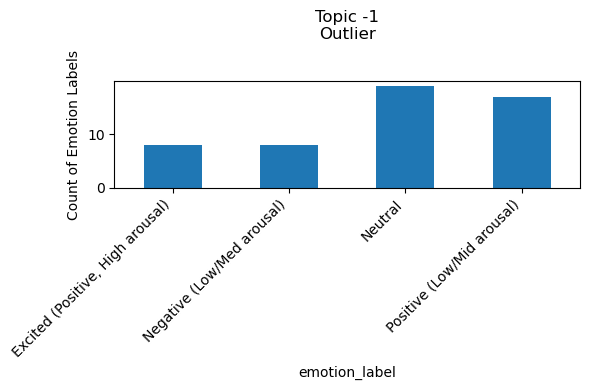 Topic -1
Outlier
Count of Emotion Labels
10
0
Excited (Positive, High arousal)
Negative (Low/Med arousal)
Neutral
Positive (Low/Mid arousal)
emotion_label